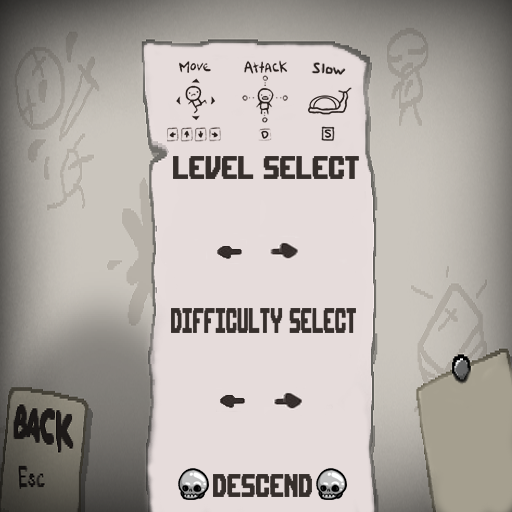 Move Attack Slow
D S
LEVEL SELECT
DIFFICULTY SELECT
BACK
Esc
DESCEND